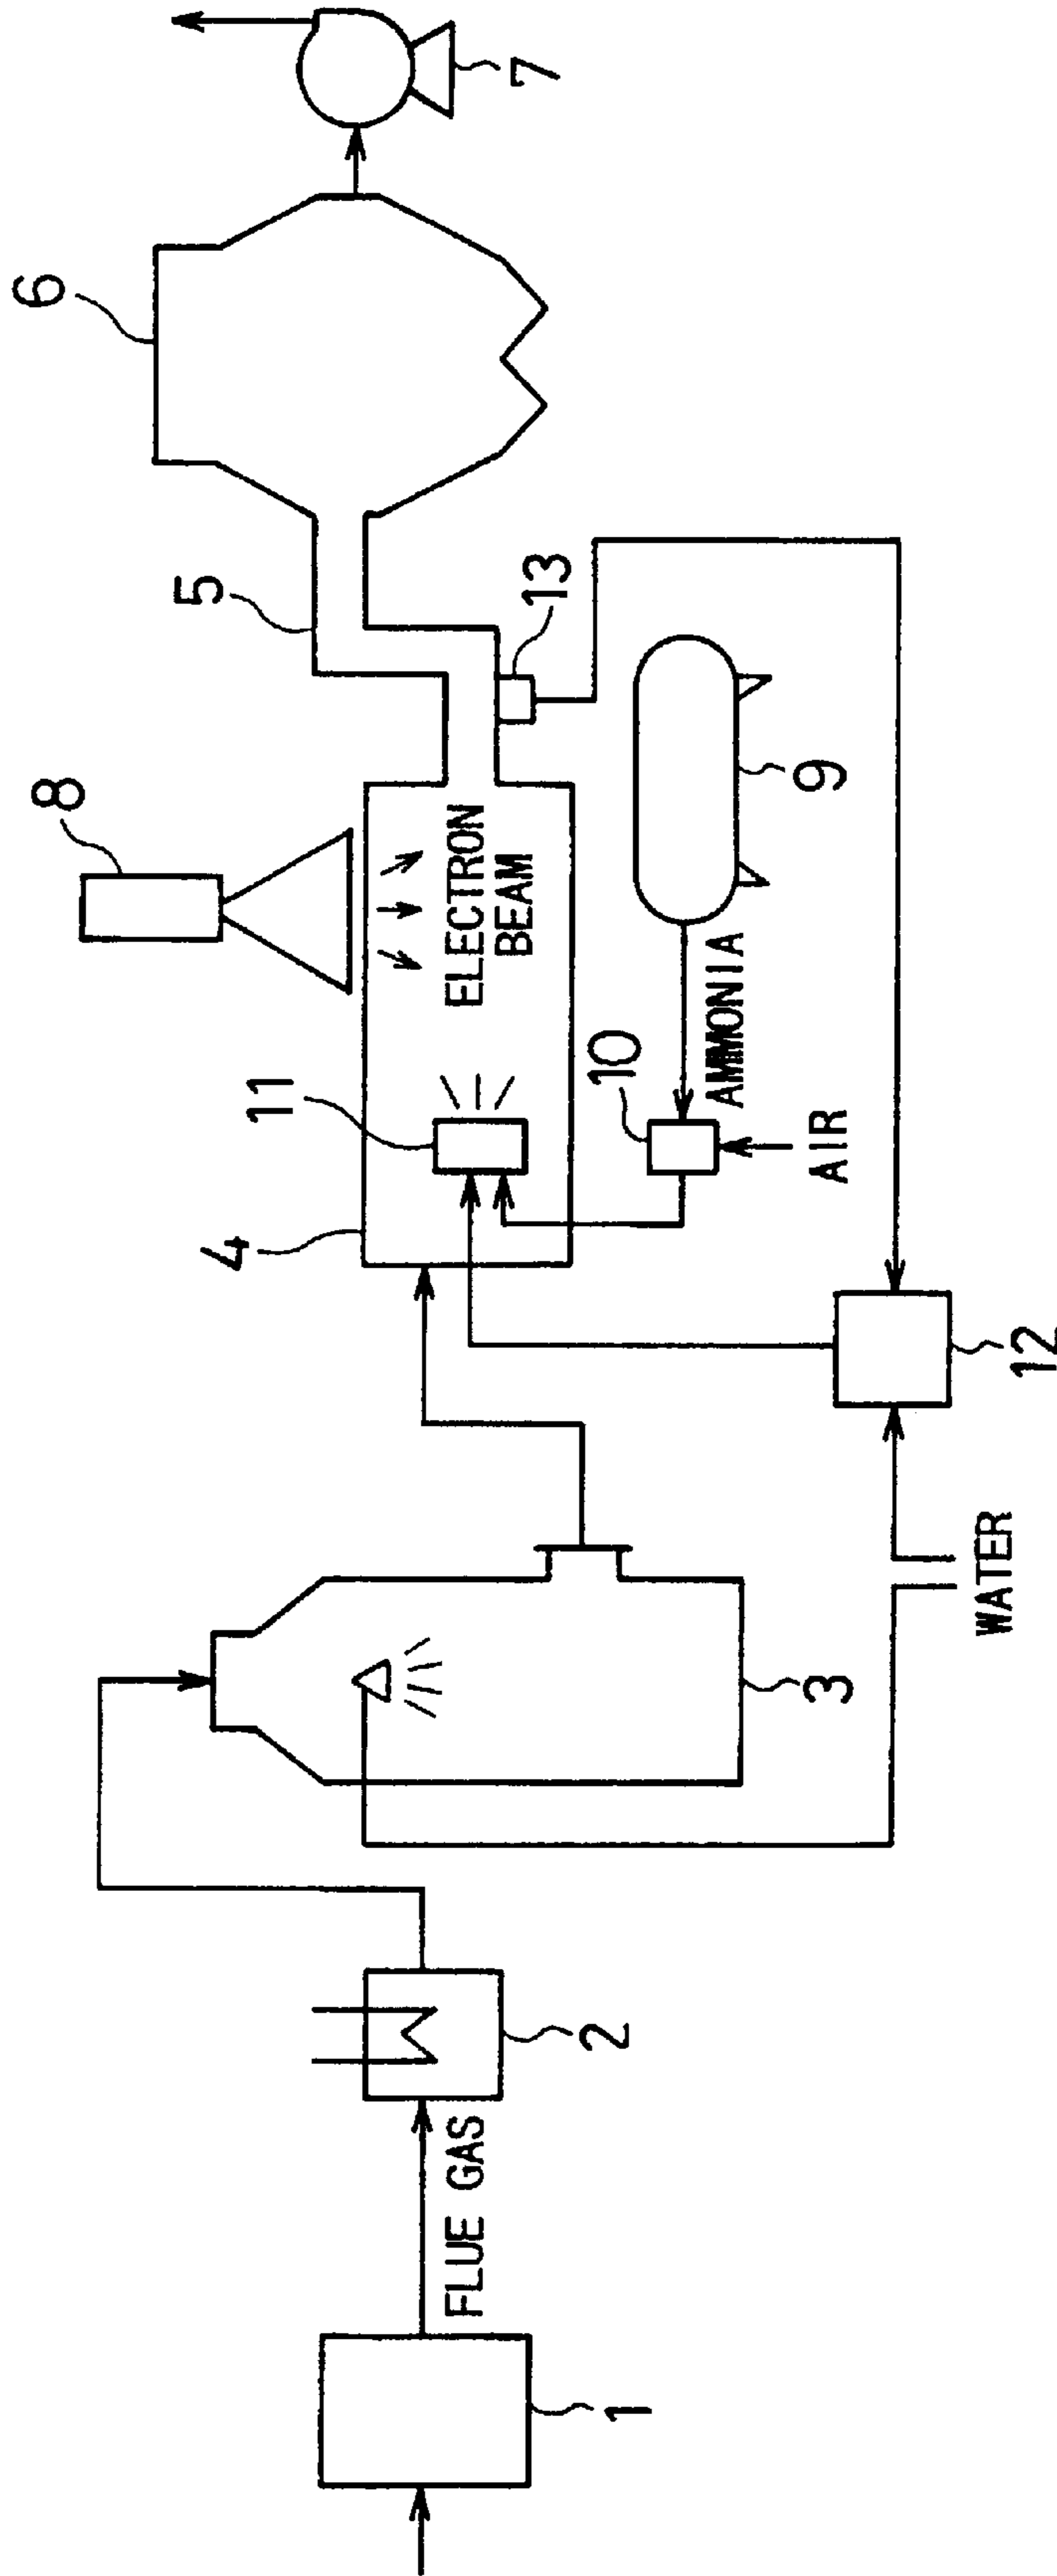 1
FLUE GAS
2
3
WATER
4
11
8
ELECTRON
BEAM
10
AMMONIA
AIR
9
12
13
5
6
7